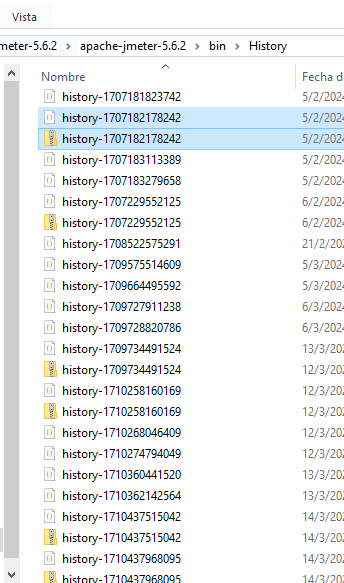 Vista
meter-5.6.2 > apache-jmeter-5.6.2 > bin > History
Nombre Fecha d
history-1707181823742 5/2/2024
history-1707182178242 5/2/2024
history-1707182178242 5/2/2024
history-1707183113389 5/2/2024
history-1707183279658 5/2/2024
history-1707229552125 6/2/2024
history-1707229552125 6/2/2024
history-1708522575291 21/2/202
history-1709575514609 5/3/2024
history-1709664495592 5/3/2024
history-1709727911238 6/3/2024
history-1709728820786 6/3/2024
history-1709734491524 13/3/202
history-1709734491524 12/3/202
history-1710258160169 12/3/202
history-1710258160169 12/3/202
history-1710268046409 12/3/202
history-1710274794049 12/3/202
history-1710360441520 13/3/202
history-1710362142564 13/3/202
history-1710437515042 14/3/202
history-1710437515042 14/3/202
history-1710437968095 14/3/202
history-1710437968095 14/3/202